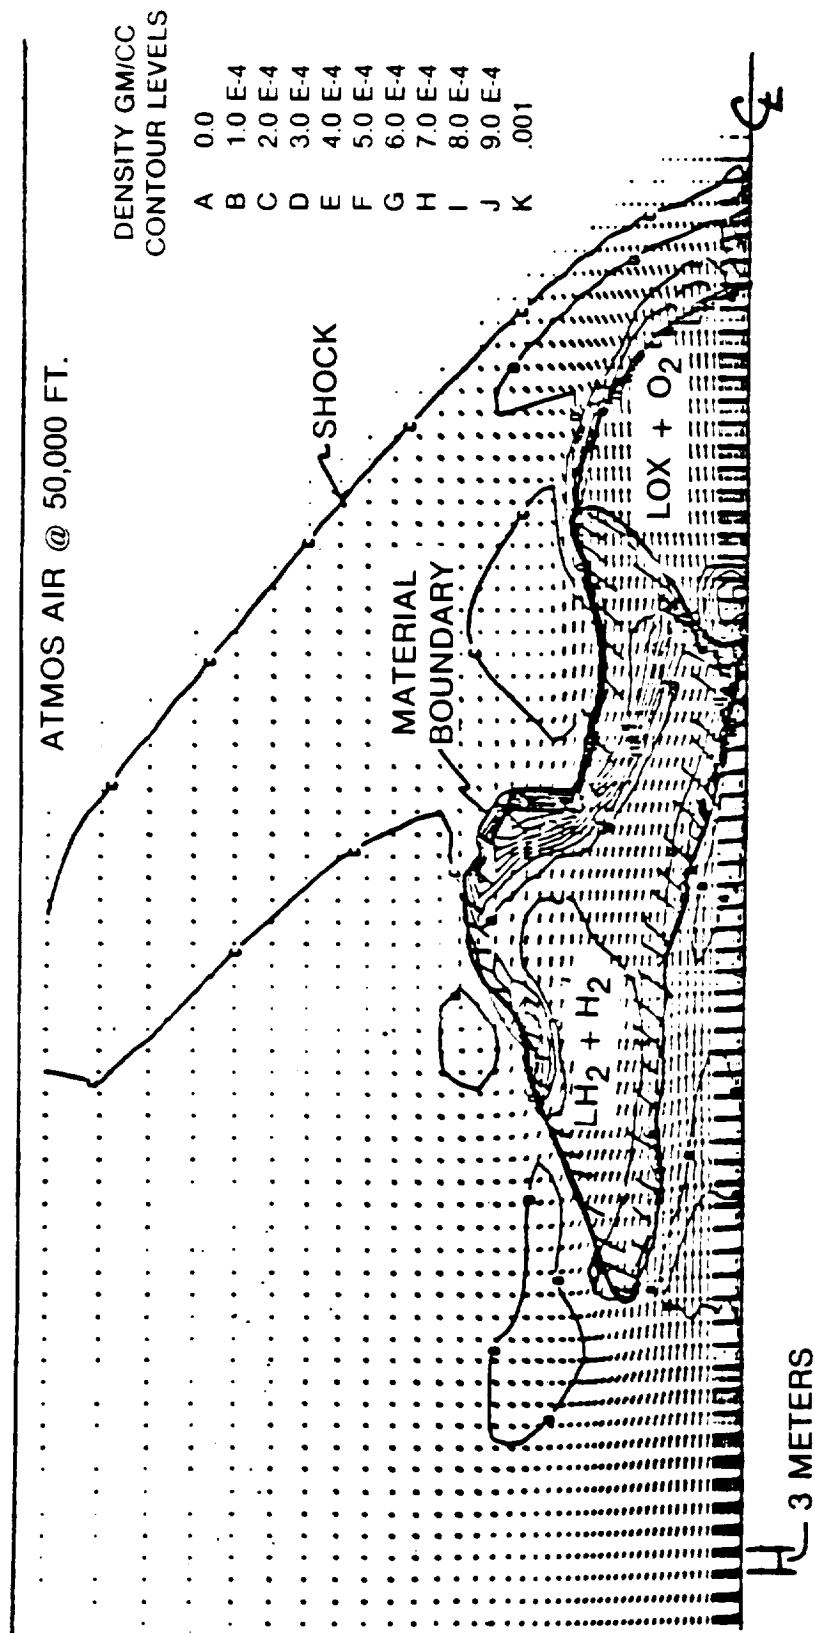 ATMOS AIR @ 50,000 FT.
DENSITY GM/CC
CONTOUR LEVELS
A 0.0
B 1.0 E-4
C 2.0 E-4
D 3.0 E-4
E 4.0 E-4
F 5.0 E-4
G 6.0 E-4
H 7.0 E-4
I 8.0 E-4
J 9.0 E-4
K .001
SHOCK
MATERIAL
BOUNDARY
LH₂ + H₂
LOX + O₂
3 METERS
℄